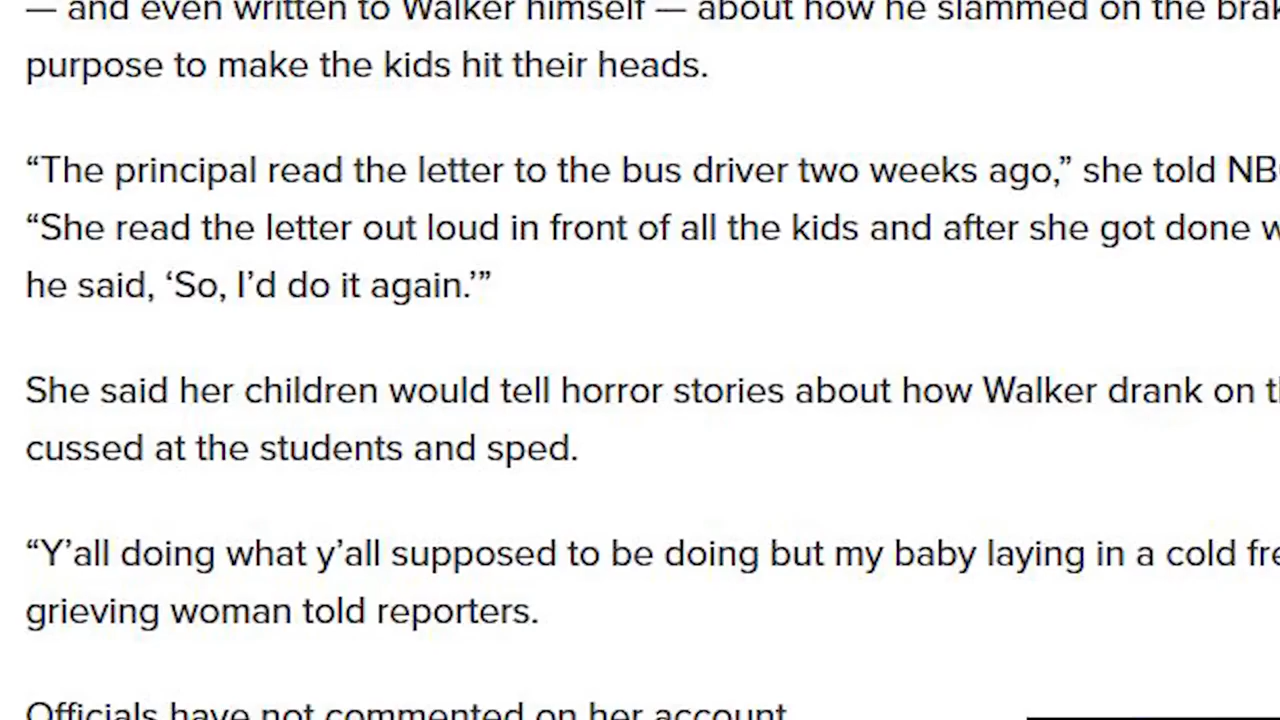 — and even written to Walker himself — about how he slammed on the
purpose to make the kids hit their heads.
“The principal read the letter to the bus driver two weeks ago,” she told
“She read the letter out loud in front of all the kids and after she got done
he said, ‘So, I’d do it again.’”
She said her children would tell horror stories about how Walker drank on
cussed at the students and sped.
“Y’all doing what y’all supposed to be doing but my baby laying in a cold
grieving woman told reporters.
Officials have not commented on her account